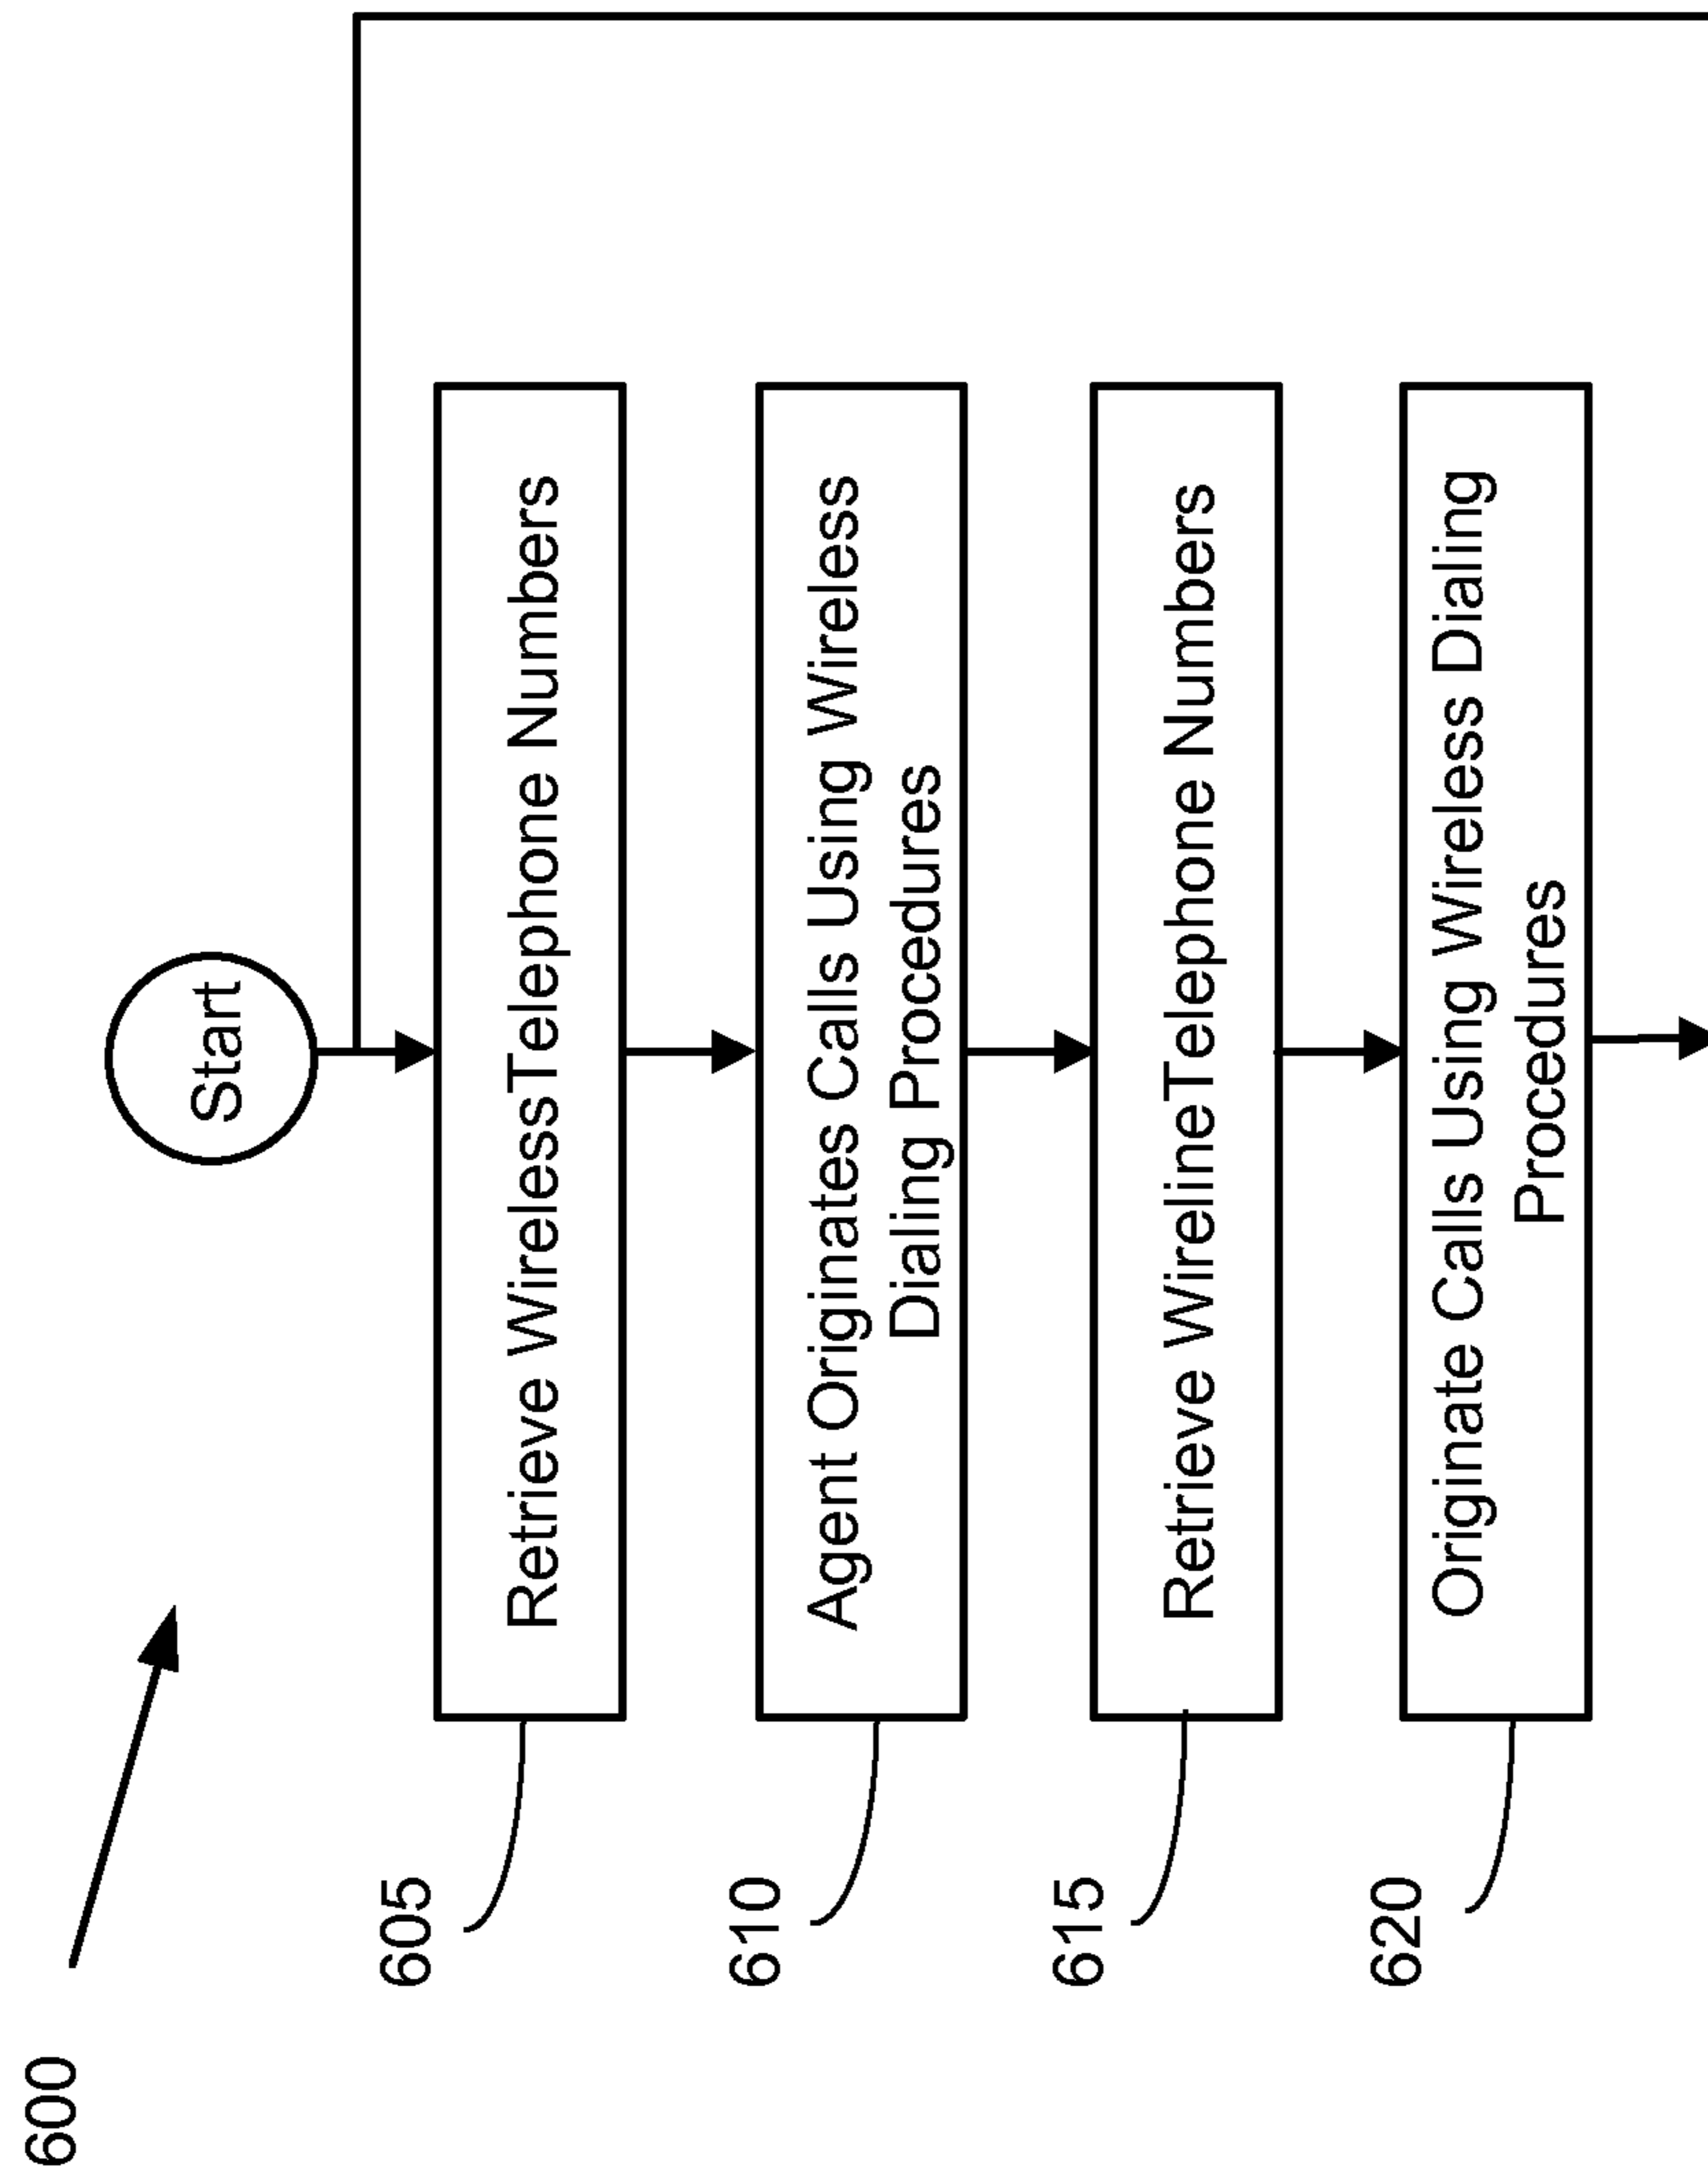 600
Start
605
Retrieve WirelessTelephone Numbers
610
Agent Originates Calls Using Wireless
Dialing Procedures
615
Retrieve WirelineTelephone Numbers
620
Originate Calls Using Wireless Dialing
Procedures